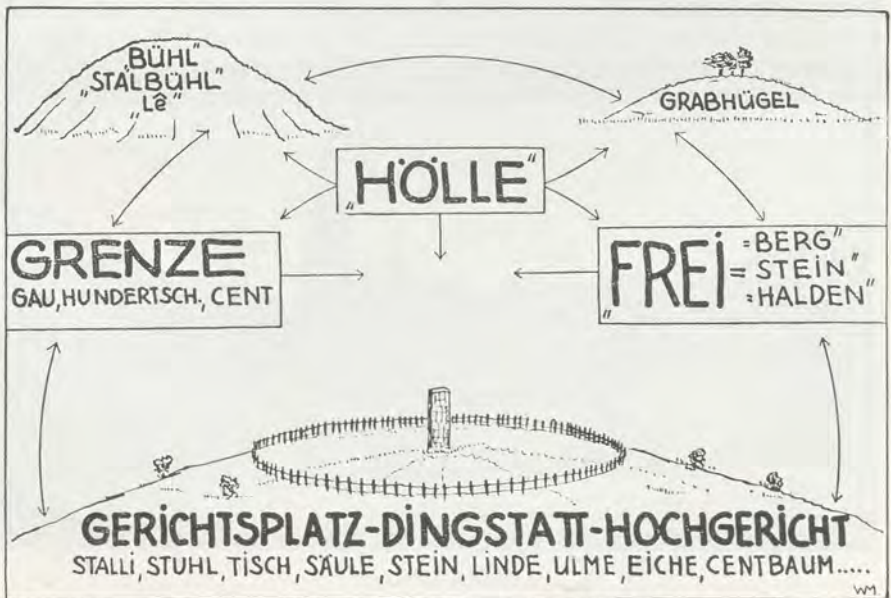 „BÜHL"
„STALBÜHL"
„Lê"
GRABHÜGEL
„HÖLLE"
GRENZE
GAU, HUNDERTSCH., CENT
„FREi =BERG"
= STEIN"
=HALDEN"
GERiCHTSPLATZ-DiNGSTATT-HOCHGERiCHT
STALLi, STUHL, TiSCH, SÄULE, STEiN, LiNDE, ULME, EiCHE, CENTBAUM.....
WM.